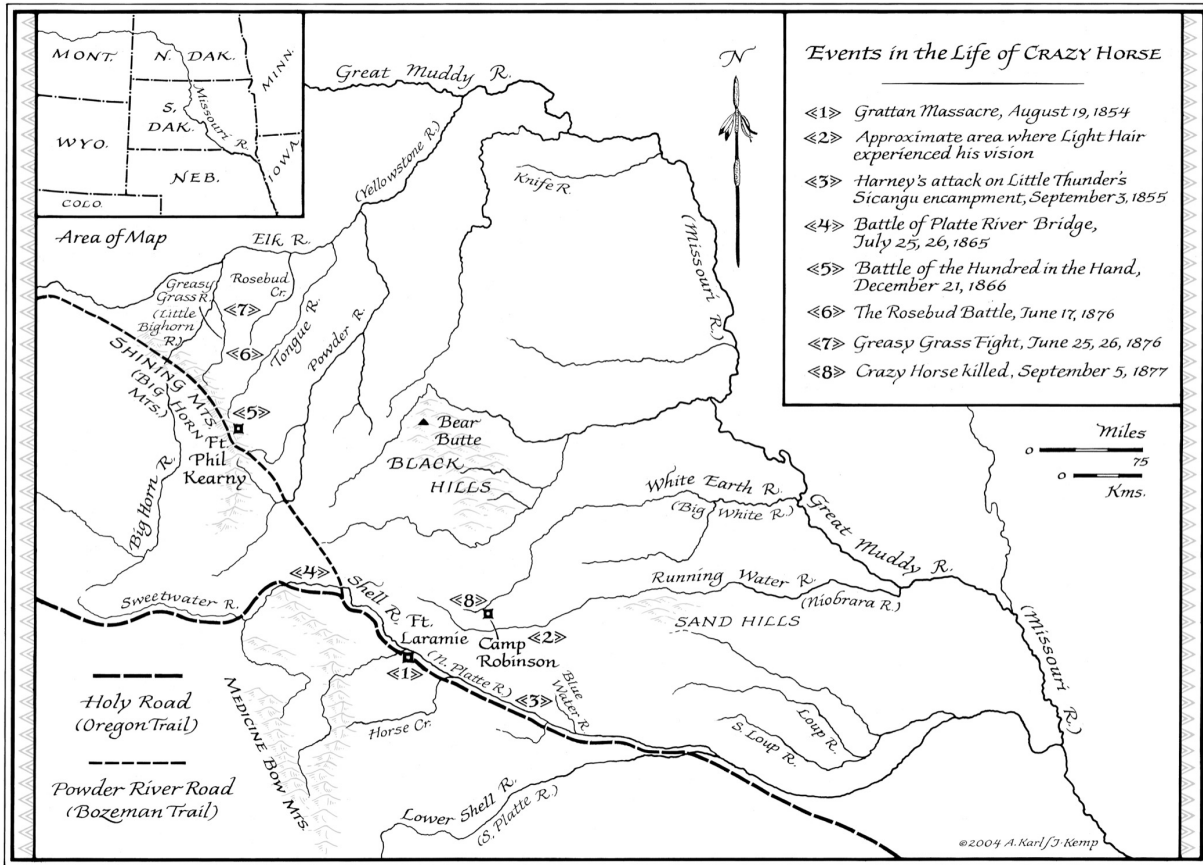 MONT.
N. DAK.
MINN.
S.
DAK.
Missouri R.
WYO.
IOWA
NEB.
COLO.
Area of Map
N
Events in the Life of CRAZY HORSE
«1» Grattan Massacre, August 19, 1854
«2» Approximate area where Light Hair
experienced his vision
«3» Harney's attack on Little Thunder's
Sicangu encampment, September 3, 1855
«4» Battle of Platte River Bridge,
July 25, 26, 1865
«5» Battle of the Hundred in the Hand,
December 21, 1866
«6» The Rosebud Battle, June 17, 1876
«7» Greasy Grass Fight, June 25, 26, 1876
«8» Crazy Horse killed, September 5, 1877
Miles
0
75
0
Kms.
Great Muddy R.
(Yellowstone R.)
Knife R.
(Missouri R.)
Elk R.
Greasy
Grass R.
(Little
Bighorn
R.)
Rosebud
Cr.
«7»
«6»
Tongue R.
Powder R.
SHINING MTS.
(BIG HORN
MTS.)
«5»
Ft.
Phil
Kearny
Bear
Butte
BLACK
HILLS
Big Horn R.
White Earth R.
(Big White R.)
Great Muddy R.
«4»
Shell R.
Sweetwater R.
Running Water R.
(Niobrara R.)
«8»
Ft.
Laramie
Camp
Robinson
«2»
SAND HILLS
(Missouri R.)
«1»
(N. Platte R.)
«3»
Blue
Water R.
Horse Cr.
MEDICINE BOW MTS.
Loup R.
S. Loup R.
Lower Shell R.
(S. Platte R.)
Holy Road
(Oregon Trail)
Powder River Road
(Bozeman Trail)
©2004 A. Karl/J. Kemp